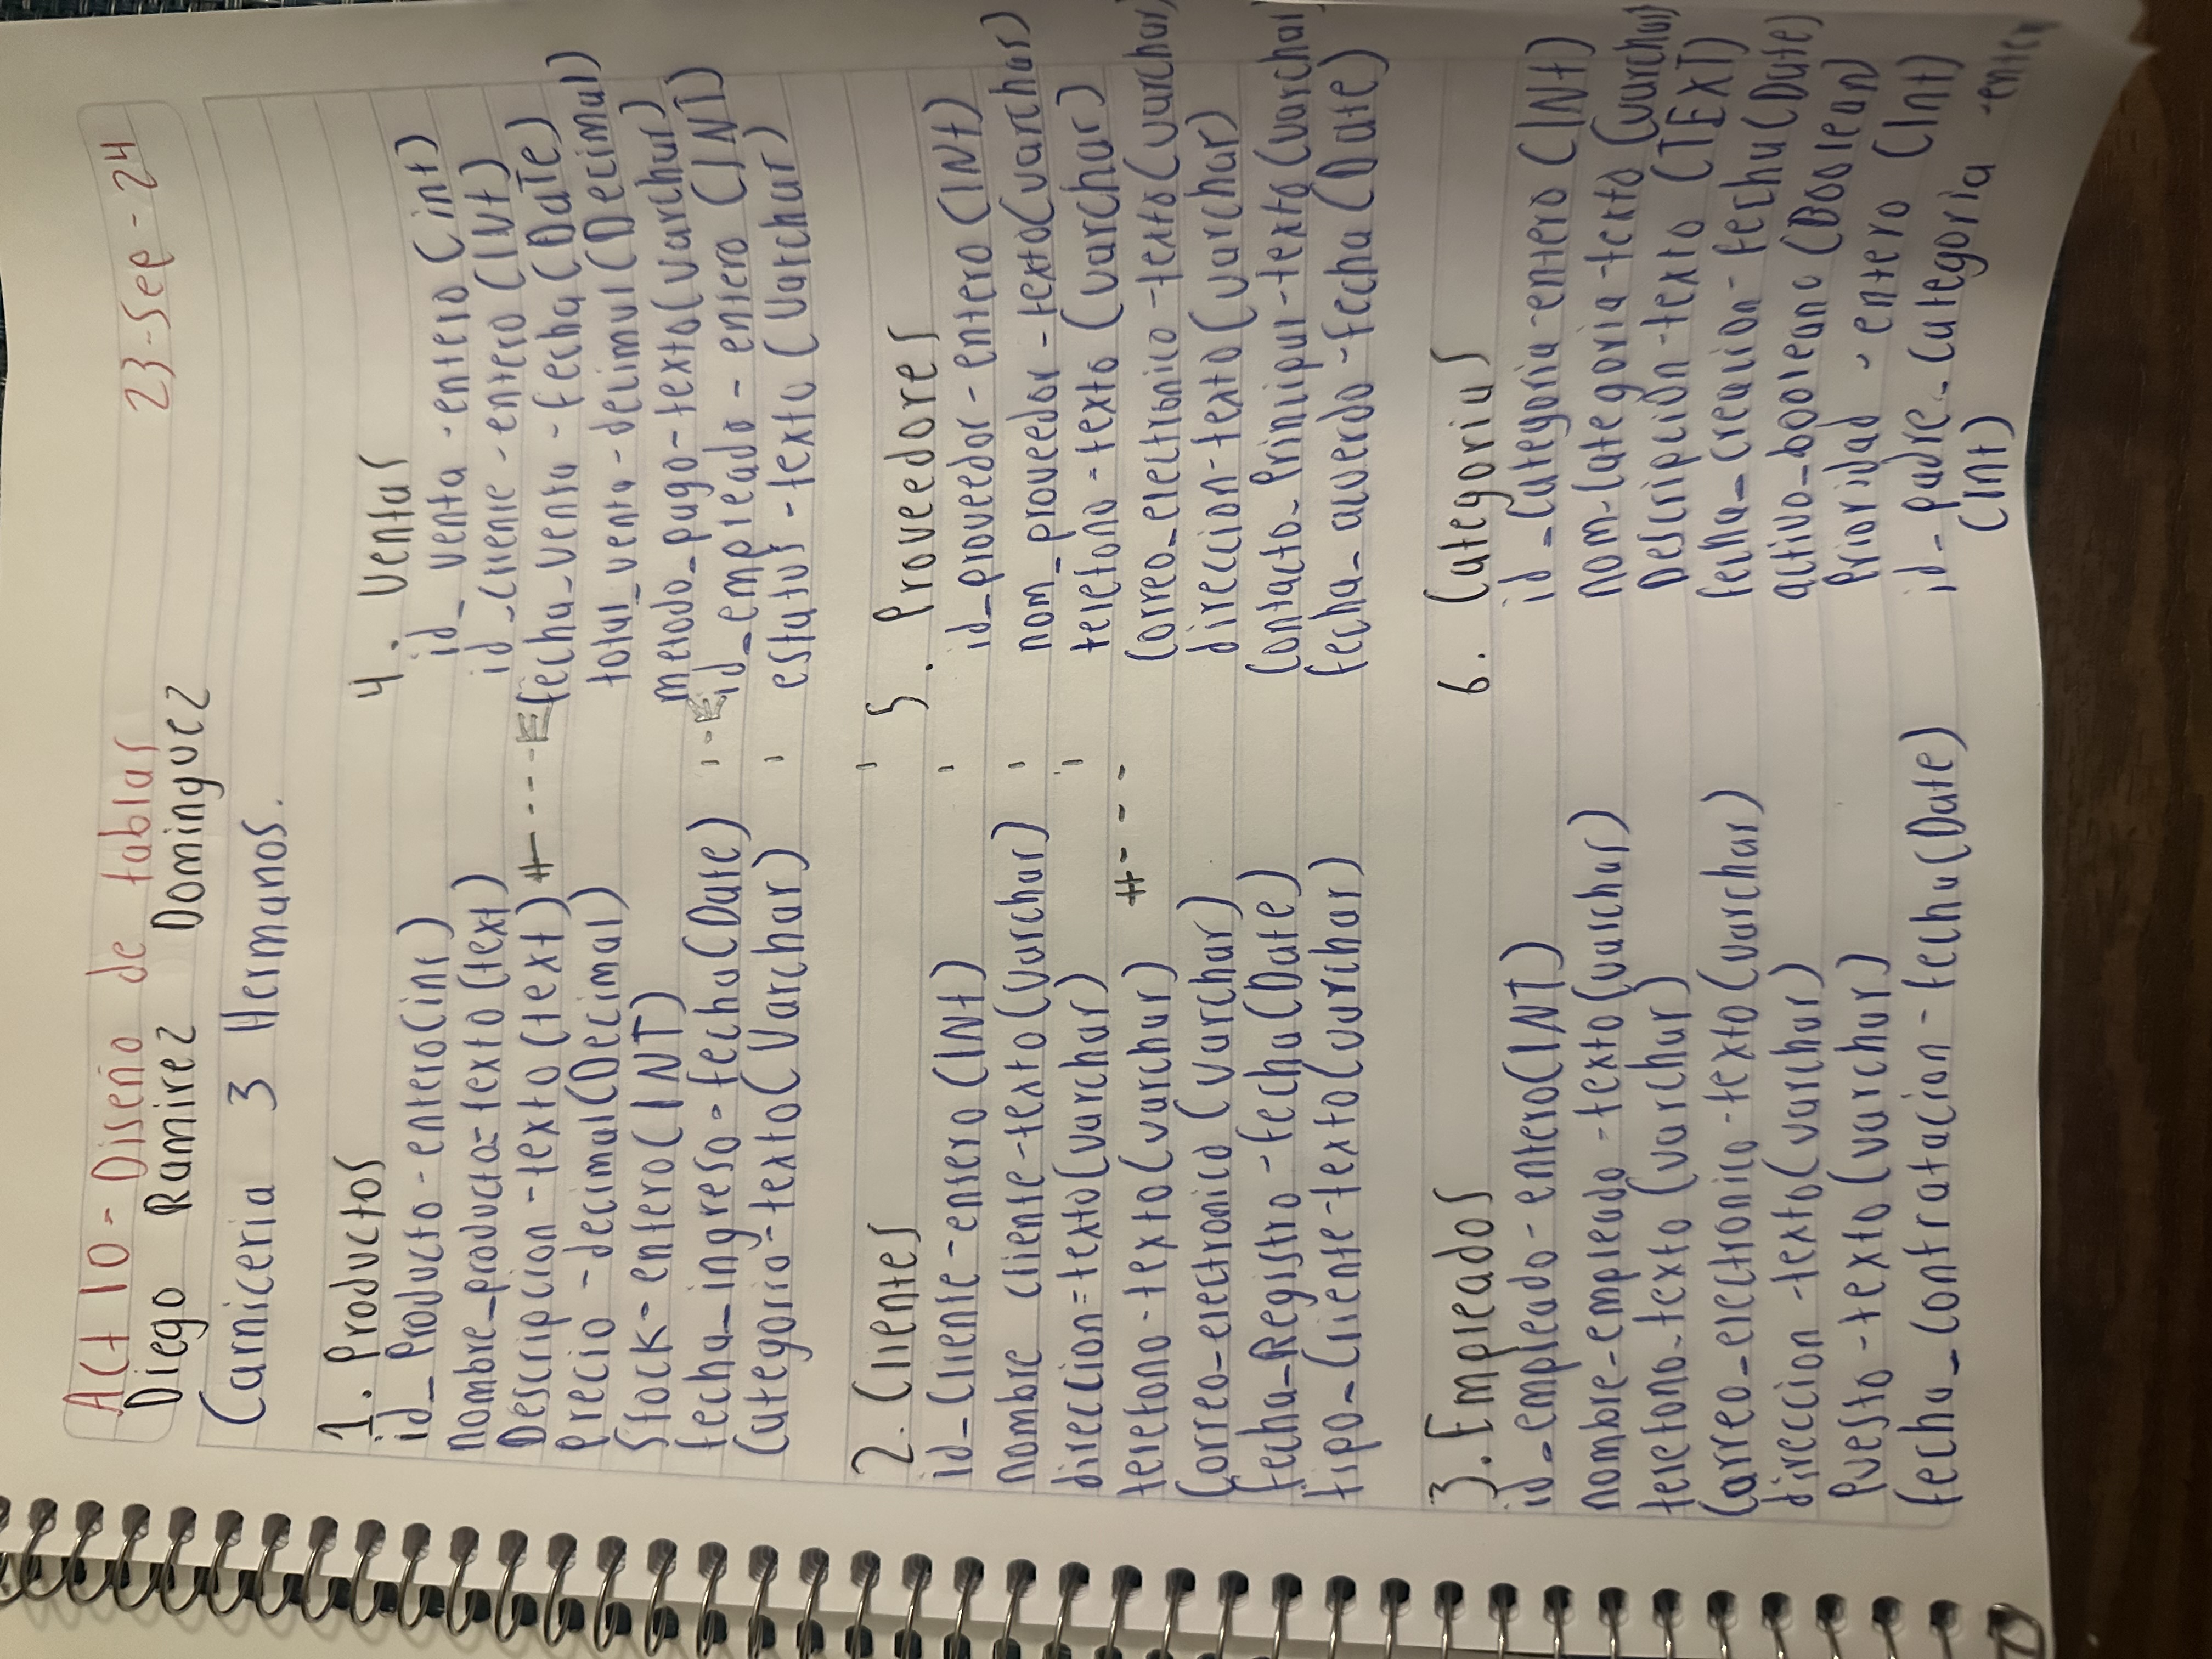 Act 10 - Diseño de tablas
23-Sep-24
Diego Ramirez Dominguez
Carniceria 3 Hermanos.
1. Productos
id_Producto - entero (int)
nombre_producto = texto (text)
Descripcion - texto (text)
Precio - decimal (Decimal)
Stock - entero (INT)
fecha_ingreso - fecha (Date)
Categoria - texto (Varchar)
2. Clientes
id_Cliente - entero (INt)
nombre cliente - texto (Varchar)
direccion = texto (varchar)
telefono - texto (varchar)
Correo_electronico (varchar)
fecha_Registro - fecha (Date)
tipo_Cliente - texto (varchar)
3. Empleados
id_empleado - entero (INT)
nombre_empleado - texto (varchar)
telefono - texto (varchar)
Correo_electronico - texto (varchar)
direccion - texto (varchar)
Puesto - texto (varchar)
fecha_contratacion - fecha (Date)
4. Ventas
id_venta - entero (int)
id_cliente - entero (INt)
fecha_venta - fecha (DaTe)
total_venta - decimal (Decimal)
metodo_pago - texto (varchar)
id_empleado - entero (INT)
estatus - texto (Varchar)
5. Proveedores
id_proveedor - entero (INt)
nom_proveedor - texto (varchar)
telefono = texto (varchar)
Correo_electronico - texto (varchar)
direccion - texto (varchar)
Contacto_Principal - texto (varchar)
fecha_acuerdo - fecha (Date)
6. Categorias
id_Categoria - entero (INt)
nom_Categoria - texto (varchar)
Descripcion - texto (TEXT)
fecha_creacion - fecha (Date)
activo_booleano (Boolean)
Prioridad - entero (Int)
id_padre_Categoria - entero
(Int)